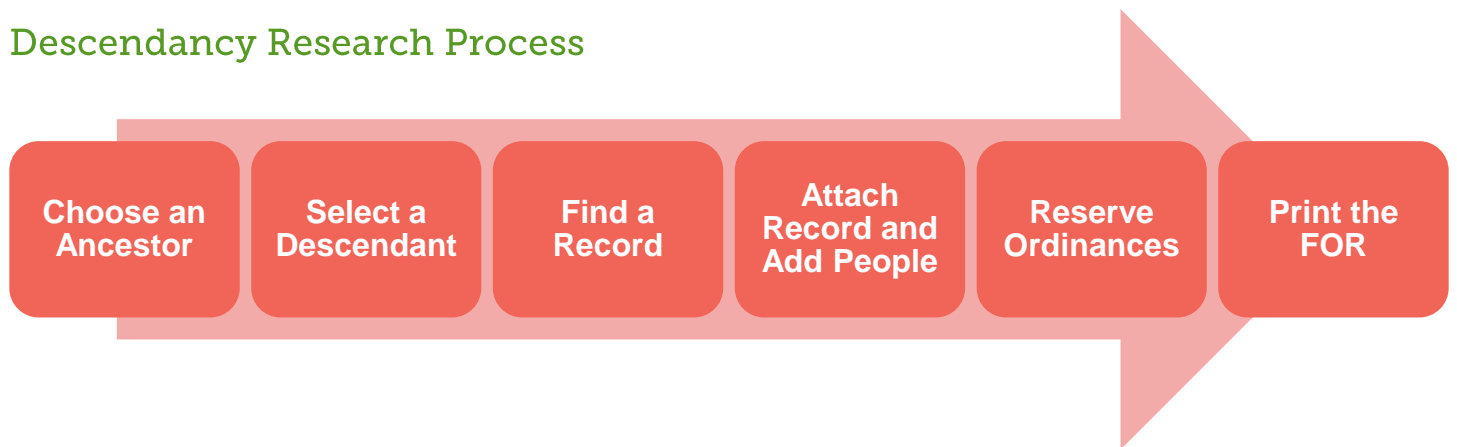 Descendancy Research Process
Choose an
Ancestor
Select a
Descendant
Find a
Record
Attach
Record and
Add People
Reserve
Ordinances
Print the
FOR